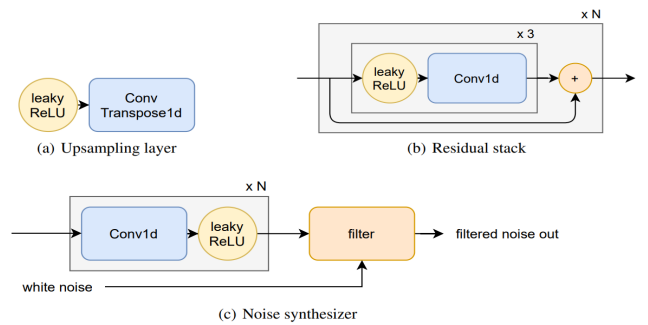 leaky
ReLU
Conv
Transpose1d
(a) Upsampling layer
x N
x 3
leaky
ReLU
Conv1d
+
(b) Residual stack
x N
Conv1d
leaky
ReLU
filter
filtered noise out
white noise
(c) Noise synthesizer